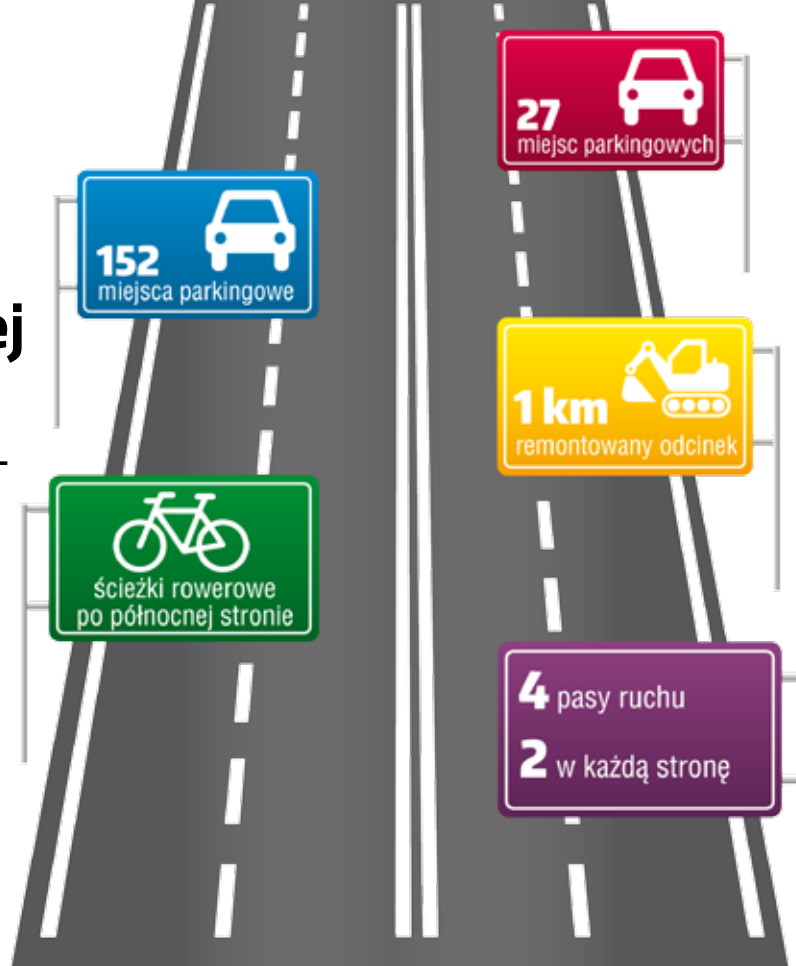 27
miejsc parkingowych
152
miejsca parkingowe
ej
1 km
remontowany odcinek
ścieżki rowerowe
po północnej stronie
4 pasy ruchu
2 w każdą stronę